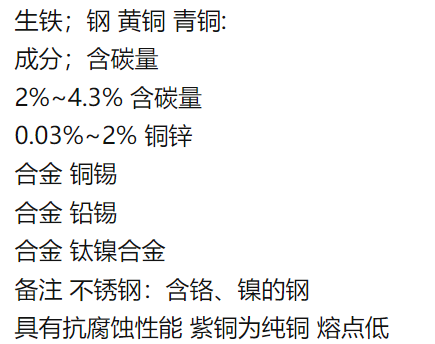 生铁；钢 黄铜 青铜:
成分；含碳量
2%~4.3% 含碳量
0.03%~2% 铜锌
合金 铜锡
合金 铅锡
合金 钛镍合金
备注 不锈钢：含铬、镍的钢
具有抗腐蚀性能 紫铜为纯铜 熔点低